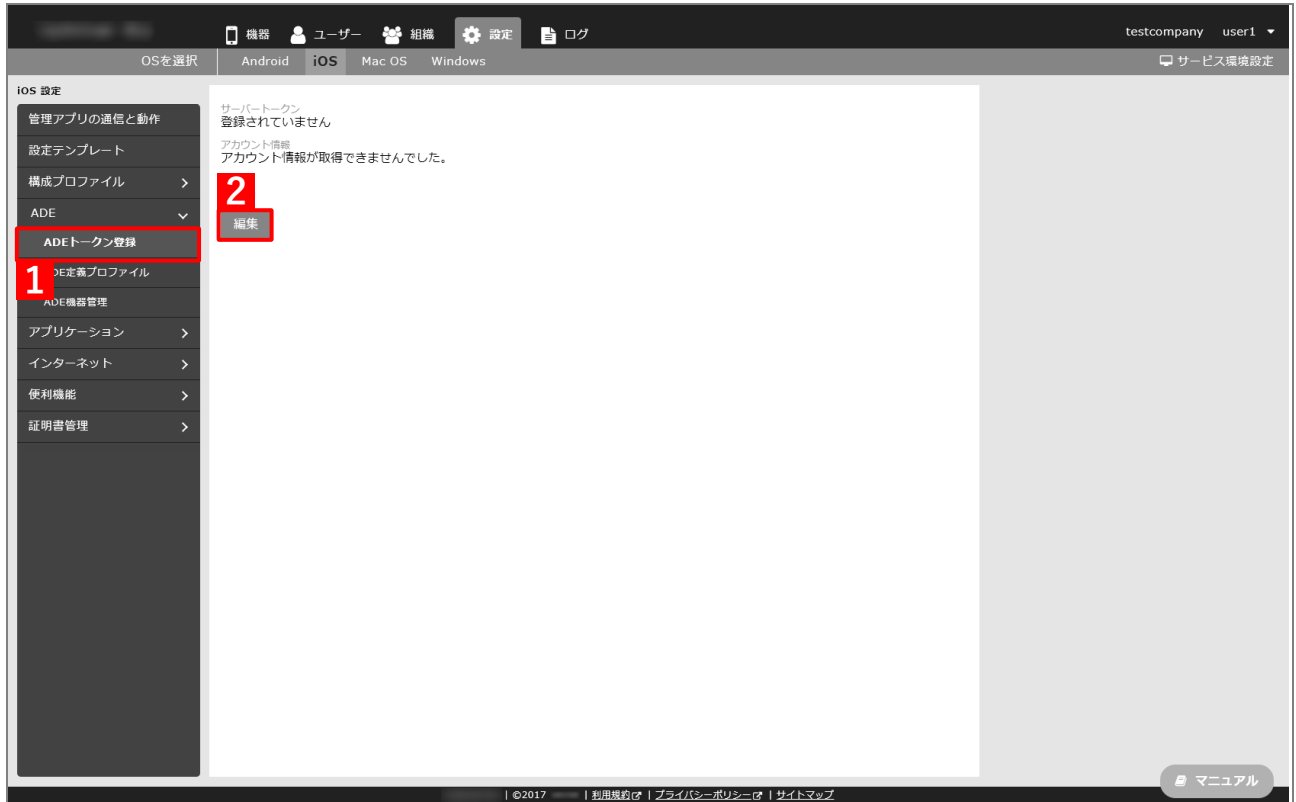 機器 ユーザー 組織 設定 ログ testcompany user1
OSを選択 Android iOS Mac OS Windows サービス環境設定
iOS 設定
管理アプリの通信と動作
設定テンプレート
構成プロファイル
ADE
ADEトークン登録
1
DE定義プロファイル
ADE機器管理
アプリケーション
インターネット
便利機能
証明書管理
サーバートークン
登録されていません
アカウント情報
アカウント情報が取得できませんでした。
2
編集
マニュアル
| ©2017 | 利用規約 | プライバシーポリシー | サイトマップ